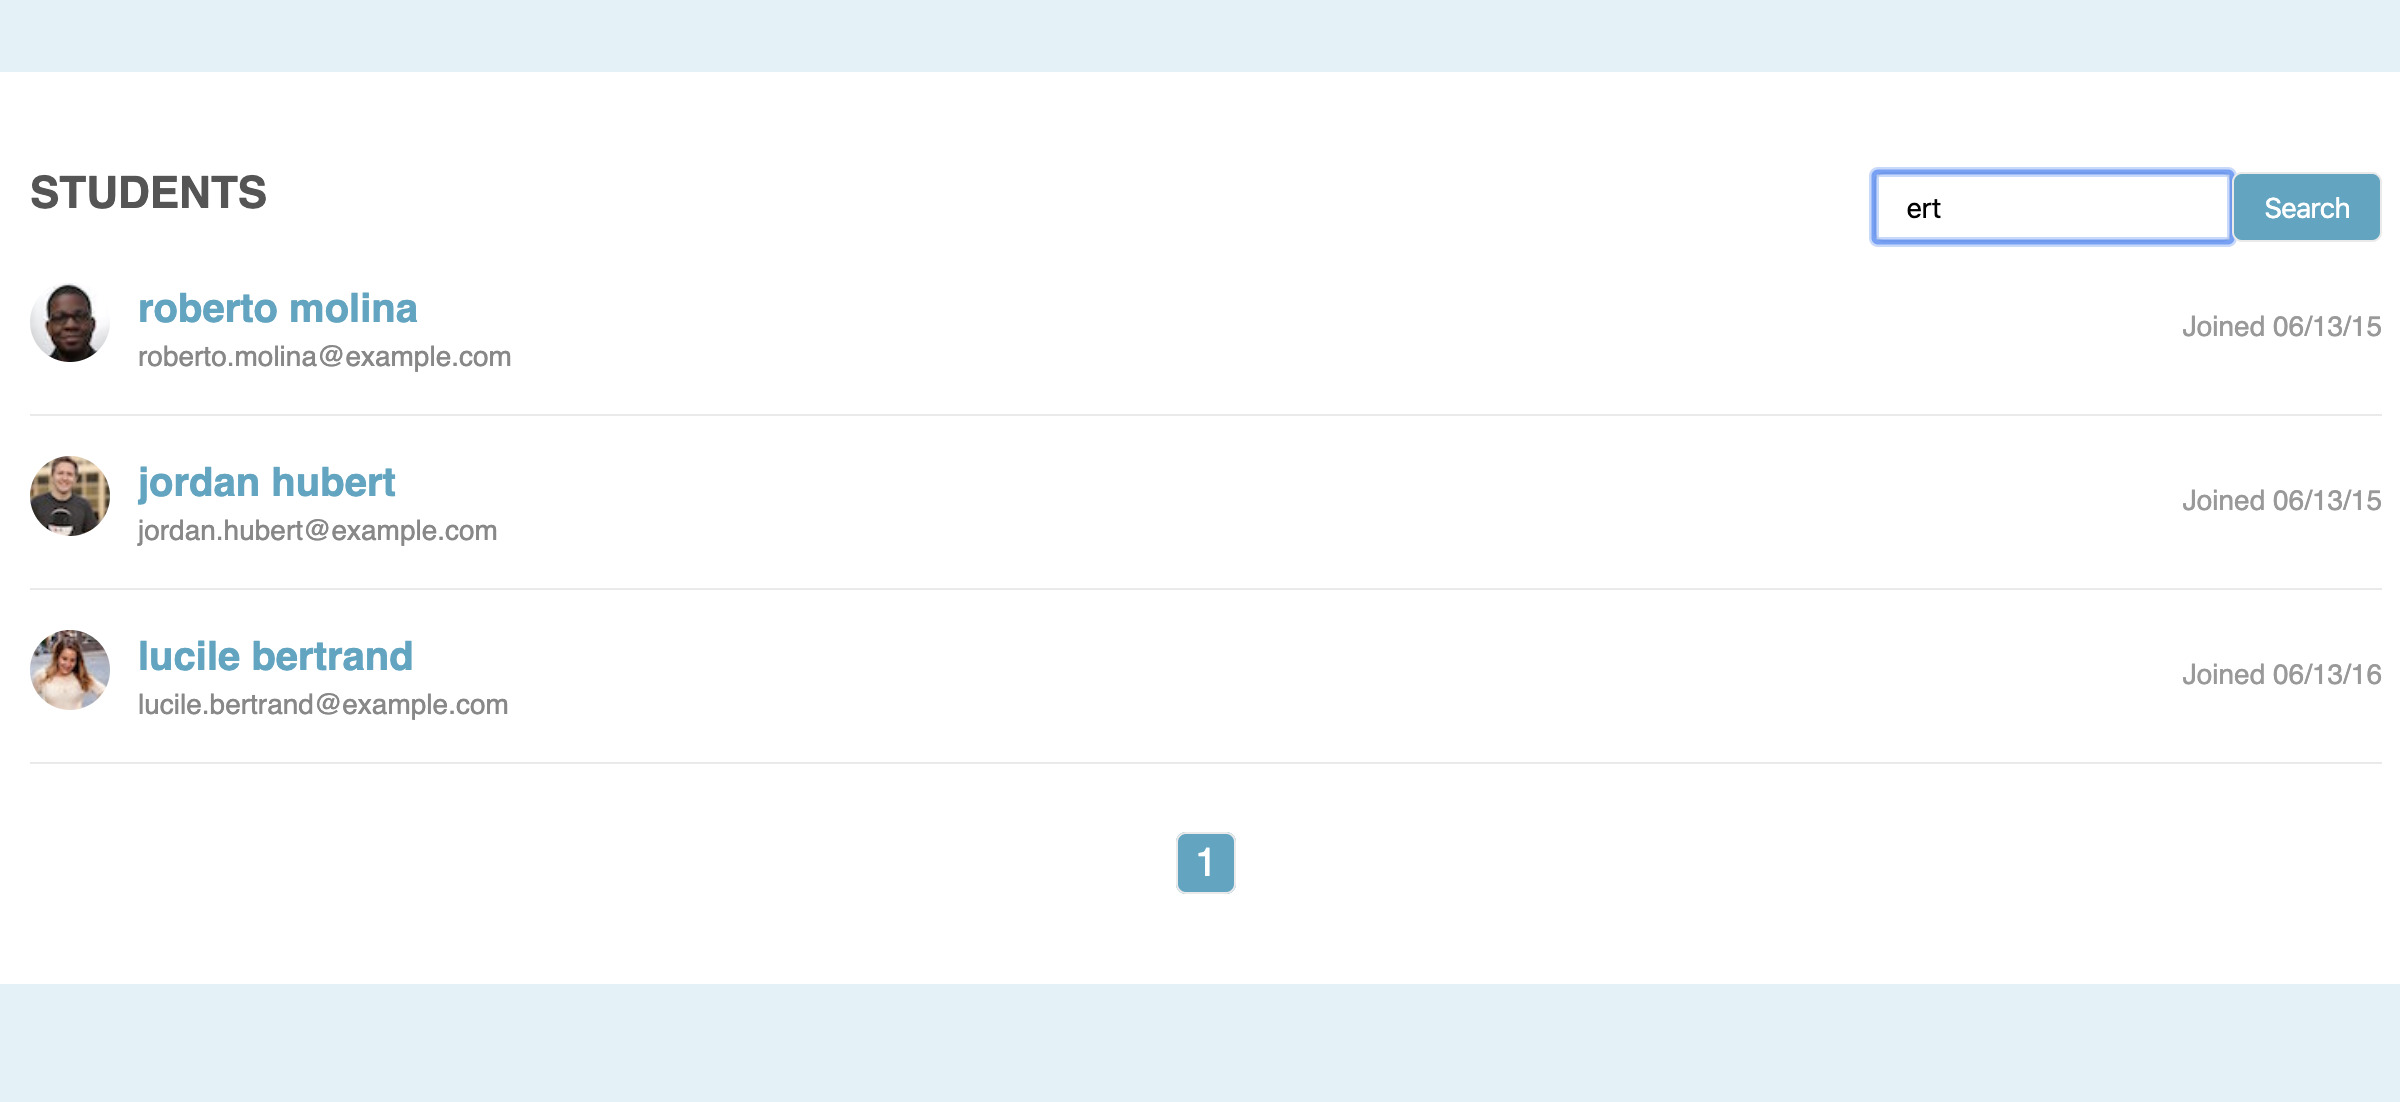 STUDENTS
ert
Search
roberto molina
roberto.molina@example.com
Joined 06/13/15
jordan hubert
jordan.hubert@example.com
Joined 06/13/15
lucile bertrand
lucile.bertrand@example.com
Joined 06/13/16
1